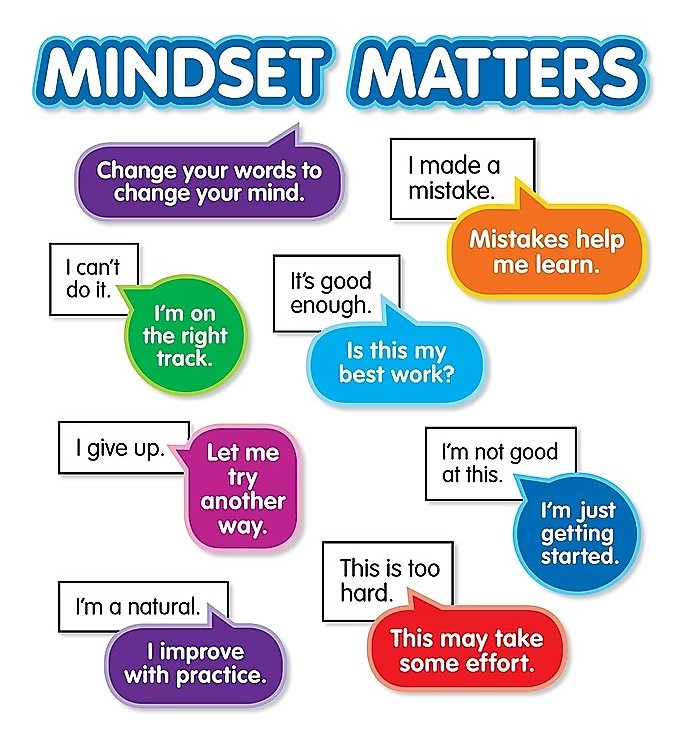 MINDSET MATTERS
Change your words to
change your mind.
I made a
mistake.
Mistakes help
me learn.
I can't
do it.
I'm on
the right
track.
It's good
enough.
Is this my
best work?
I give up.
Let me
try
another
way.
I'm not good
at this.
I'm just
getting
started.
This is too
hard.
This may take
some effort.
I'm a natural.
I improve
with practice.